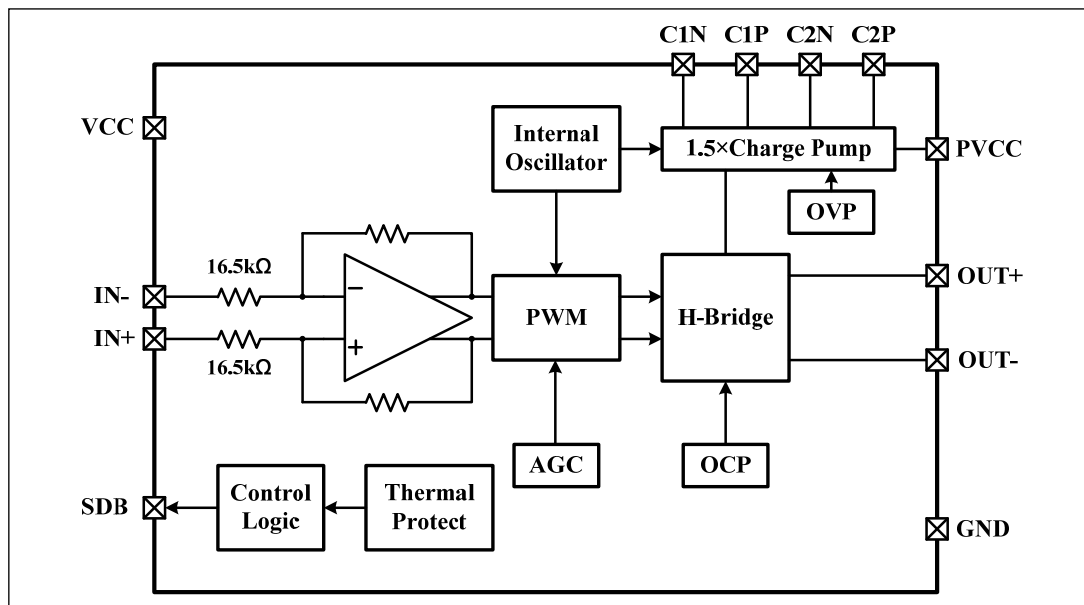 C1N C1P C2N C2P
VCC
Internal
Oscillator
1.5×Charge Pump
PVCC
OVP
16.5kΩ
IN-
IN+
16.5kΩ
−
+
PWM
H-Bridge
OUT+
OUT-
AGC
OCP
SDB
Control
Logic
Thermal
Protect
GND